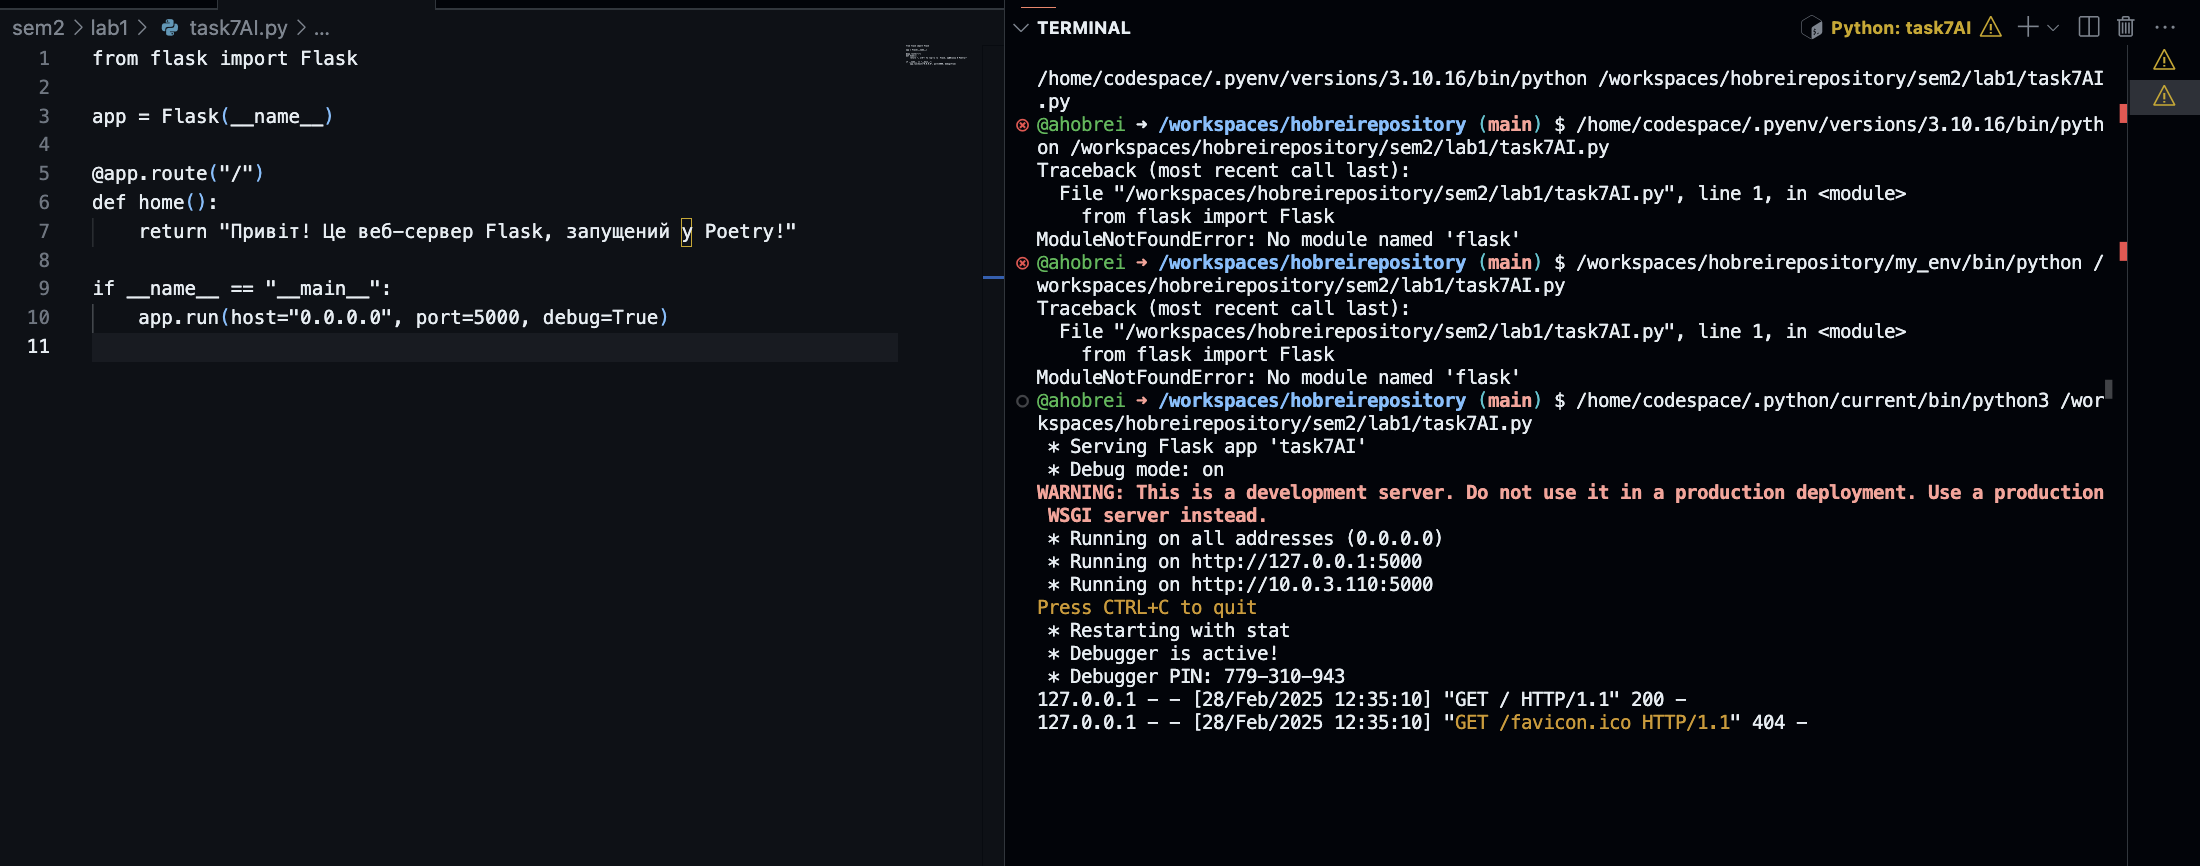 sem2 > lab1 > task7AI.py > ...
1 from flask import Flask
2
3 app = Flask(__name__)
4
5 @app.route("/")
6 def home():
7     return "Привіт! Це веб-сервер Flask, запущений у Poetry!"
8
9 if __name__ == "__main__":
10     app.run(host="0.0.0.0", port=5000, debug=True)
11
TERMINAL
Python: task7AI
/home/codespace/.pyenv/versions/3.10.16/bin/python /workspaces/hobreirepository/sem2/lab1/task7AI
.py
@ahobrei → /workspaces/hobreirepository (main) $ /home/codespace/.pyenv/versions/3.10.16/bin/pyth
on /workspaces/hobreirepository/sem2/lab1/task7AI.py
Traceback (most recent call last):
  File "/workspaces/hobreirepository/sem2/lab1/task7AI.py", line 1, in <module>
    from flask import Flask
ModuleNotFoundError: No module named 'flask'
@ahobrei → /workspaces/hobreirepository (main) $ /workspaces/hobreirepository/my_env/bin/python /
workspaces/hobreirepository/sem2/lab1/task7AI.py
Traceback (most recent call last):
  File "/workspaces/hobreirepository/sem2/lab1/task7AI.py", line 1, in <module>
    from flask import Flask
ModuleNotFoundError: No module named 'flask'
@ahobrei → /workspaces/hobreirepository (main) $ /home/codespace/.python/current/bin/python3 /wor
kspaces/hobreirepository/sem2/lab1/task7AI.py
 * Serving Flask app 'task7AI'
 * Debug mode: on
WARNING: This is a development server. Do not use it in a production deployment. Use a production
 WSGI server instead.
 * Running on all addresses (0.0.0.0)
 * Running on http://127.0.0.1:5000
 * Running on http://10.0.3.110:5000
Press CTRL+C to quit
 * Restarting with stat
 * Debugger is active!
 * Debugger PIN: 779-310-943
127.0.0.1 - - [28/Feb/2025 12:35:10] "GET / HTTP/1.1" 200 -
127.0.0.1 - - [28/Feb/2025 12:35:10] "GET /favicon.ico HTTP/1.1" 404 -